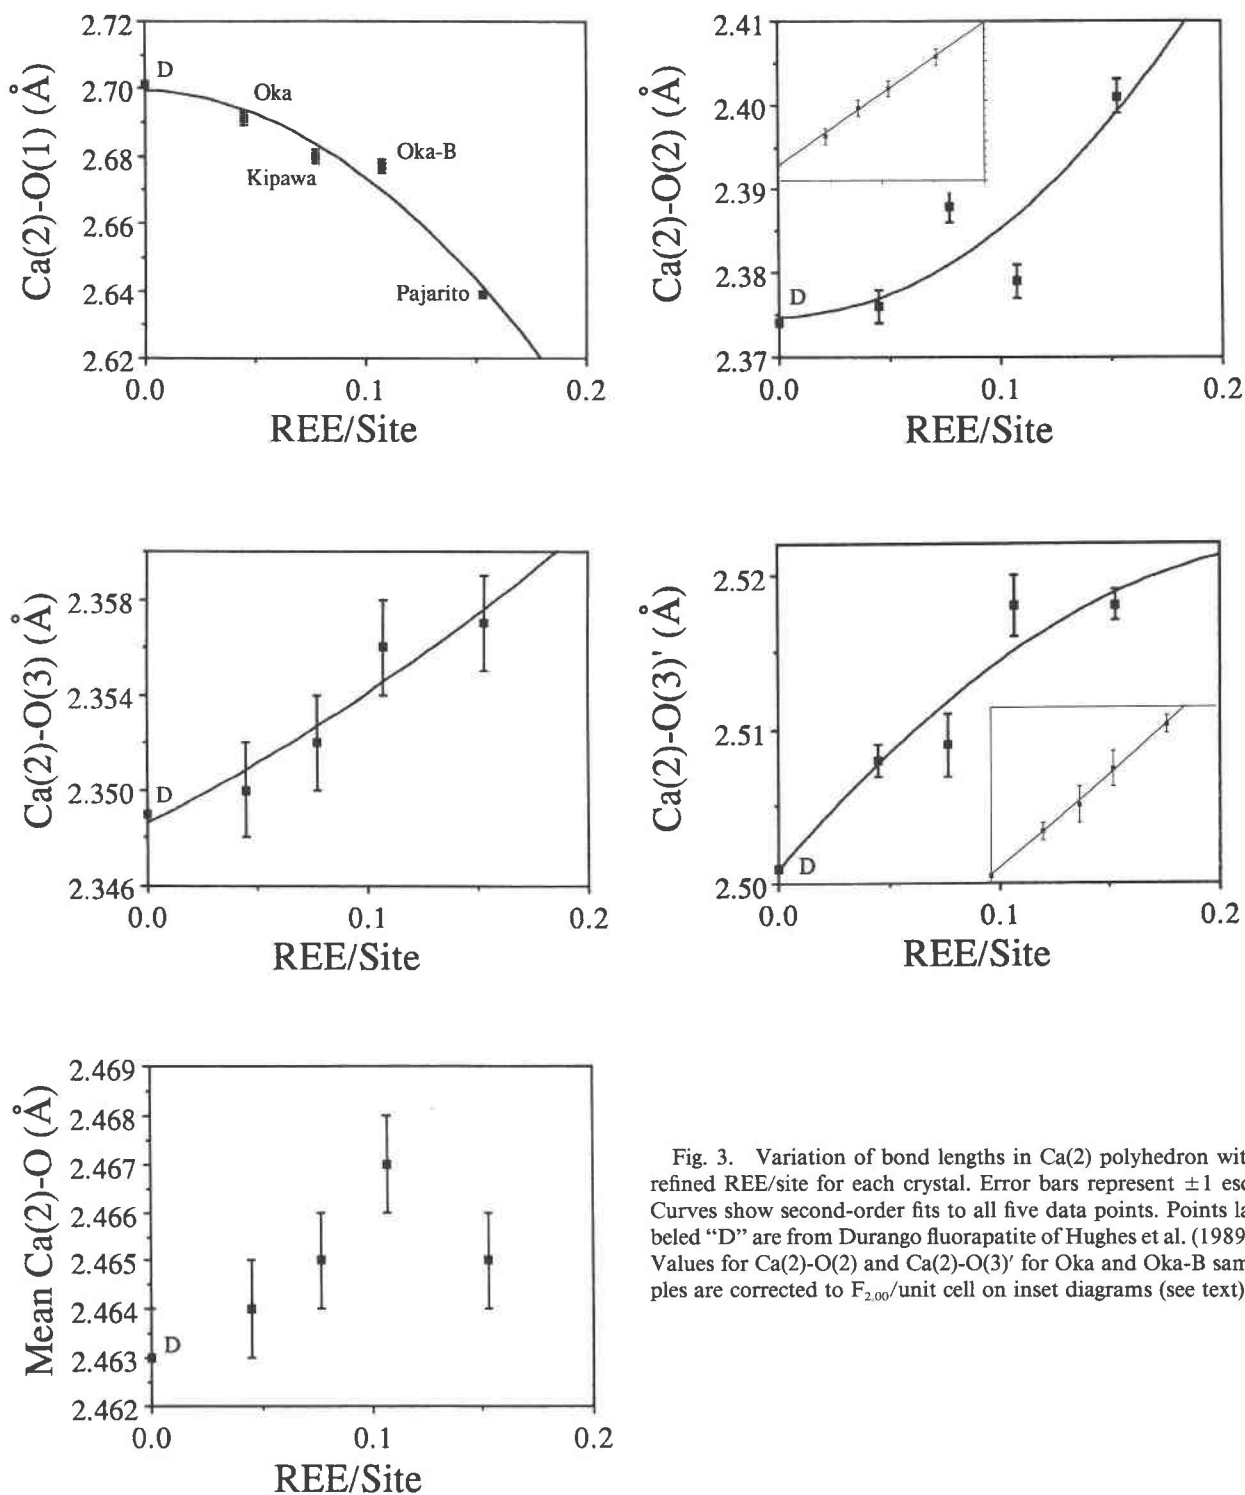 Ca(2)-O(1) (Å)
2.72
2.70
2.68
2.66
2.64
2.62
D
Oka
Kipawa
Oka-B
Pajarito
0.0 0.1 0.2
REE/Site
Ca(2)-O(2) (Å)
2.41
2.40
2.39
2.38
2.37
D
0.0 0.1 0.2
REE/Site
Ca(2)-O(3) (Å)
2.358
2.354
2.350
2.346
D
0.0 0.1 0.2
REE/Site
Ca(2)-O(3)' (Å)
2.52
2.51
2.50
D
0.0 0.1 0.2
REE/Site
Mean Ca(2)-O (Å)
2.469
2.468
2.467
2.466
2.465
2.464
2.463
2.462
D
0.0 0.1 0.2
REE/Site
Fig. 3. Variation of bond lengths in Ca(2) polyhedron wit
refined REE/site for each crystal. Error bars represent ±1 esd
Curves show second-order fits to all five data points. Points la
beled “D” are from Durango fluorapatite of Hughes et al. (1989
Values for Ca(2)-O(2) and Ca(2)-O(3)′ for Oka and Oka-B sam
ples are corrected to F2.00/unit cell on inset diagrams (see text)